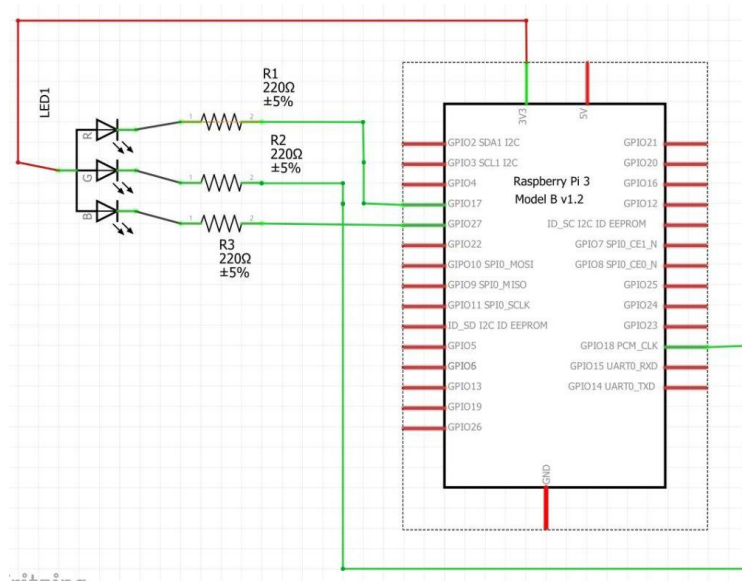 LED1
R
G
B
R1
220Ω
±5%
1
2
R2
220Ω
±5%
1
2
1
2
R3
220Ω
±5%
3V3
5V
GPIO2 SDA1 I2C
GPIO3 SCL1 I2C
GPIO4
GPIO17
GPIO27
GPIO22
GIPO10 SPI0_MOSI
GPIO9 SPI0_MISO
GPIO11 SPI0_SCLK
ID_SD I2C ID EEPROM
GPIO5
GPIO6
GPIO13
GPIO19
GPIO26
Raspberry Pi 3
Model B v1.2
GPIO21
GPIO20
GPIO16
GPIO12
ID_SC I2C ID EEPROM
GPIO7 SPI0_CE1_N
GPIO8 SPI0_CE0_N
GPIO25
GPIO24
GPIO23
GPIO18 PCM_CLK
GPIO15 UART0_RXD
GPIO14 UART0_TXD
GND